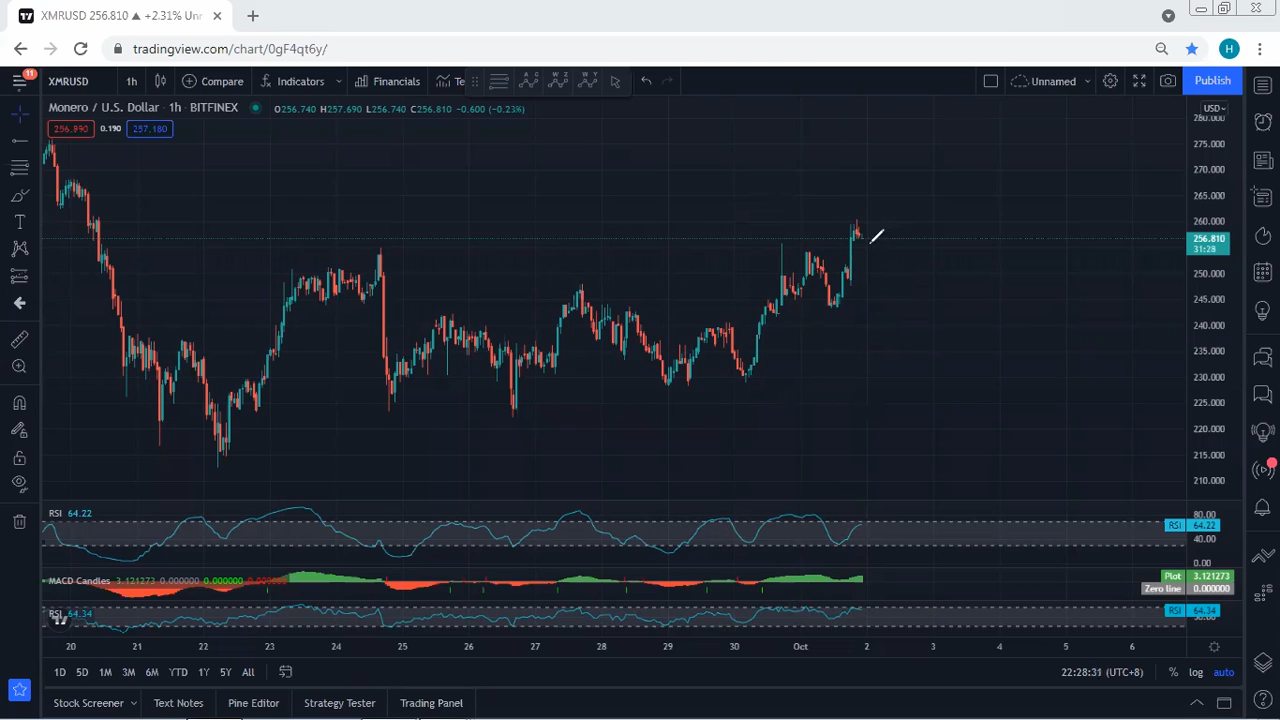 XMRUSD 256.810 ▲ +2.31% Unr
tradingview.com/chart/0gF4qt6y/
H
11
XMRUSD 1h Compare Indicators Financials Te Unnamed Publish
Monero / U.S. Dollar · 1h · BITFINEX O256.740 H257.690 L256.740 C256.810 -0.600 (-0.23%)
USD
256.990 0.190 257.180
280.000
275.000
270.000
265.000
260.000
256.810
31:28
250.000
245.000
240.000
235.000
230.000
225.000
220.000
215.000
210.000
RSI 64.22
80.00
RSI 64.22
40.00
0.00
MACD Candles 3.121273 0.000000 0.000000 0.000000
Plot 3.121273
Zero line 0.000000
RSI 64.34
RSI 64.34
20 21 22 23 24 25 26 27 28 29 30 Oct 2 3 4 5 6
1D 5D 1M 3M 6M YTD 1Y 5Y All 22:28:31 (UTC+8) % log auto
Stock Screener Text Notes Pine Editor Strategy Tester Trading Panel